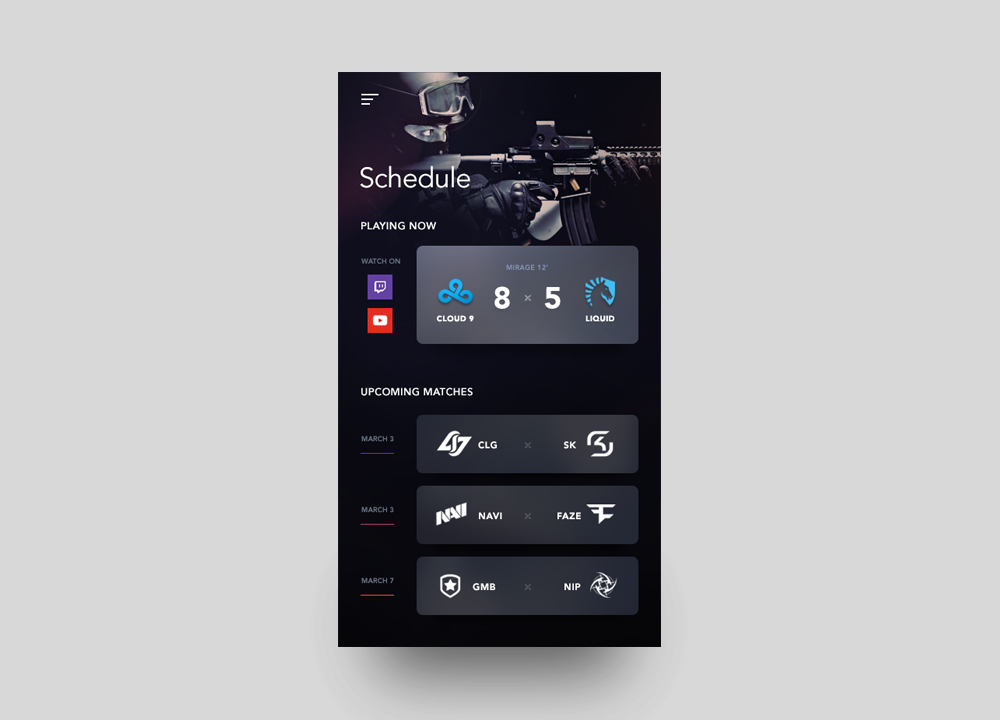 Schedule
PLAYING NOW
WATCH ON
MIRAGE 12'
8 × 5
CLOUD 9
LIQUID
UPCOMING MATCHES
MARCH 3
CLG × SK
MARCH 3
NAVI × FAZE
MARCH 7
GMB × NIP